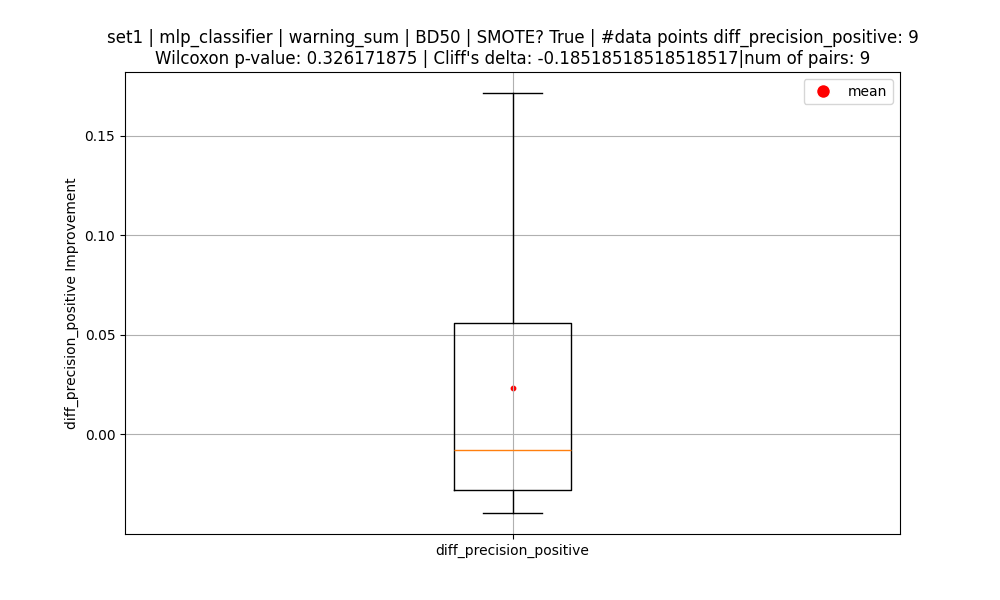 set1 | mlp_classifier | warning_sum | BD50 | SMOTE? True | #data points diff_precision_positive: 9
Wilcoxon p-value: 0.326171875 | Cliff's delta: -0.18518518518518517|num of pairs: 9
mean
0.15
0.10
0.05
0.00
diff_precision_positive Improvement
diff_precision_positive